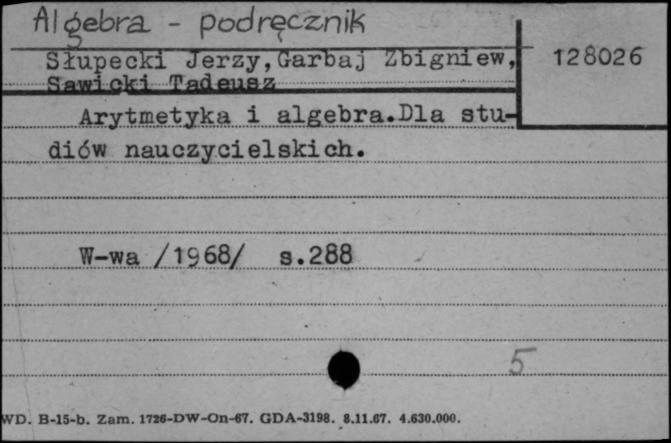 Algebra - podręcznik
Słupecki Jerzy, Garbaj Zbigniew,
Sawicki Tadeusz
128026
Arytmetyka i algebra.Dla stu-
diów nauczycielskich.
W-wa /1968/ s.288
5
WD. B-15-b. Zam. 1726-DW-On-67. GDA-3198. 8.11.67. 4.630.000.